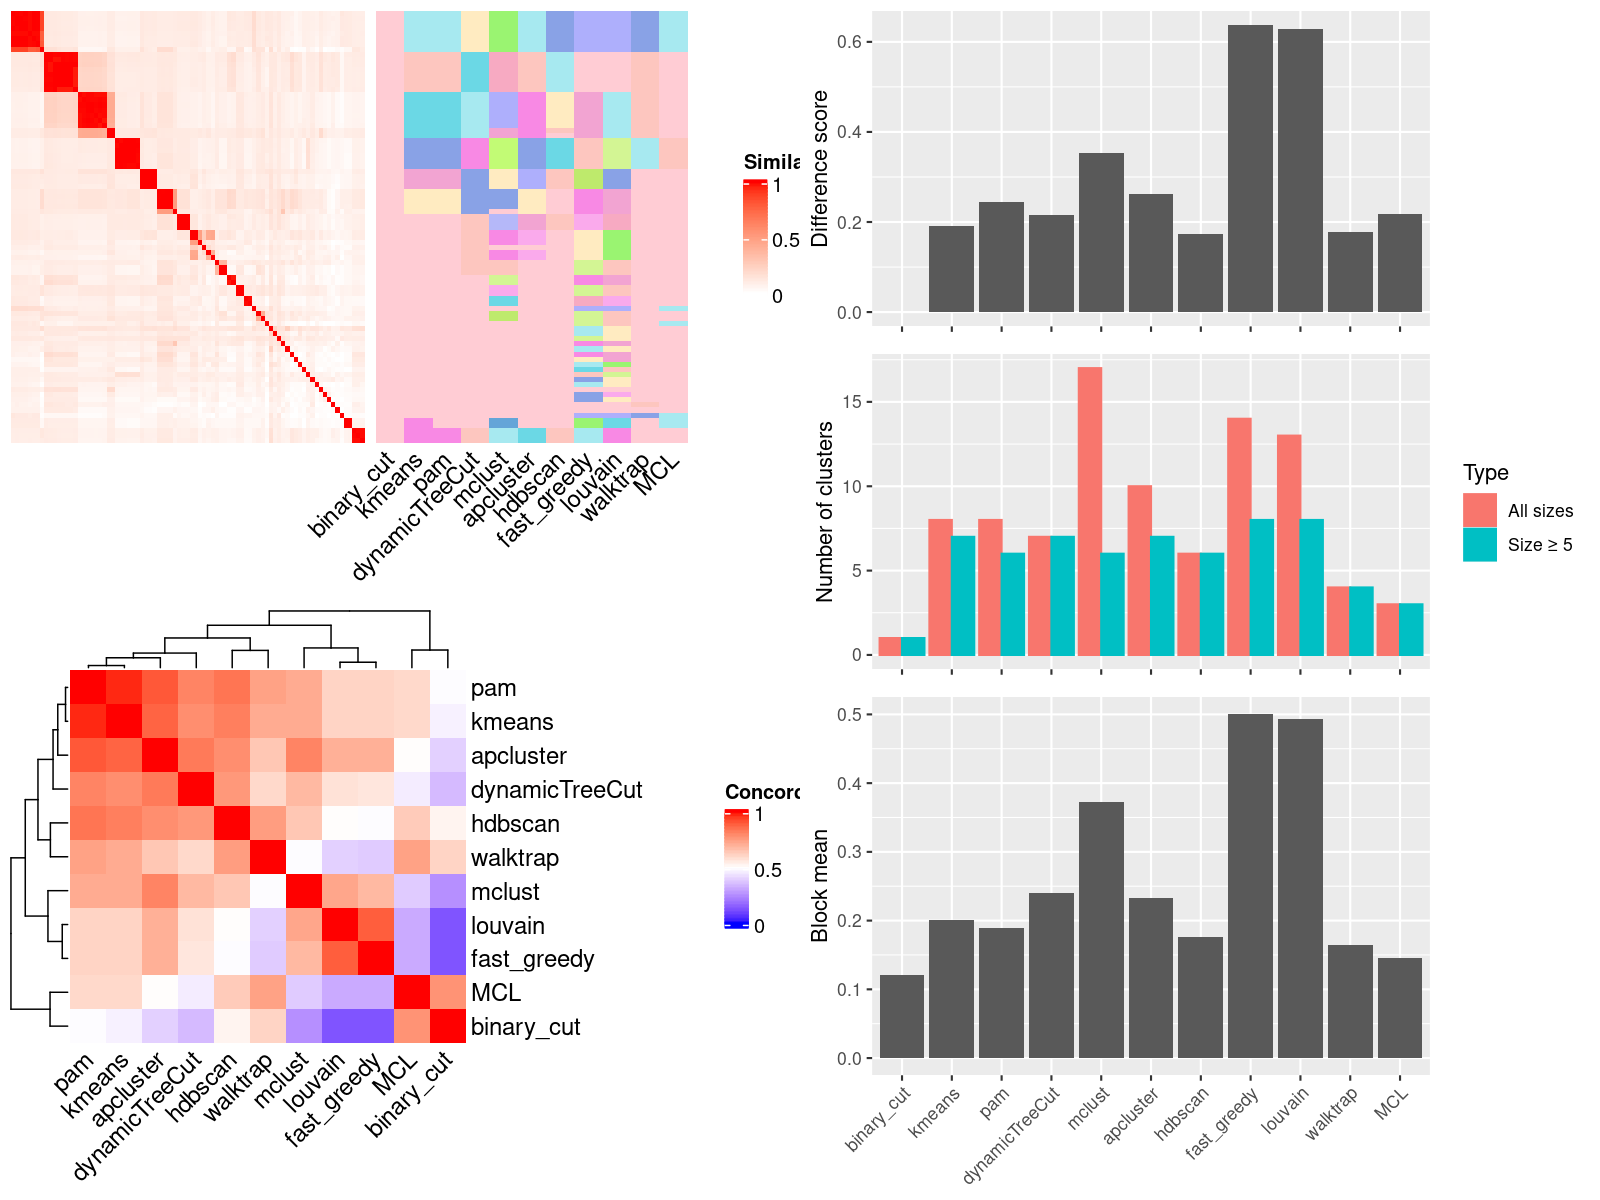 Simila
1
0.5
0
binary_cut
kmeans
pam
dynamicTreeCut
mclust
apcluster
hdbscan
fast_greedy
louvain
walktrap
MCL
pam
kmeans
apcluster
dynamicTreeCut
hdbscan
walktrap
mclust
louvain
fast_greedy
MCL
binary_cut
Concord
1
0.5
0
pam
kmeans
apcluster
dynamicTreeCut
hdbscan
walktrap
mclust
louvain
fast_greedy
MCL
binary_cut
Difference score
0.6
0.4
0.2
0.0
Number of clusters
15
10
5
0
Type
All sizes
Size ≥ 5
Block mean
0.5
0.4
0.3
0.2
0.1
0.0
binary_cut
kmeans
pam
dynamicTreeCut
mclust
apcluster
hdbscan
fast_greedy
louvain
walktrap
MCL